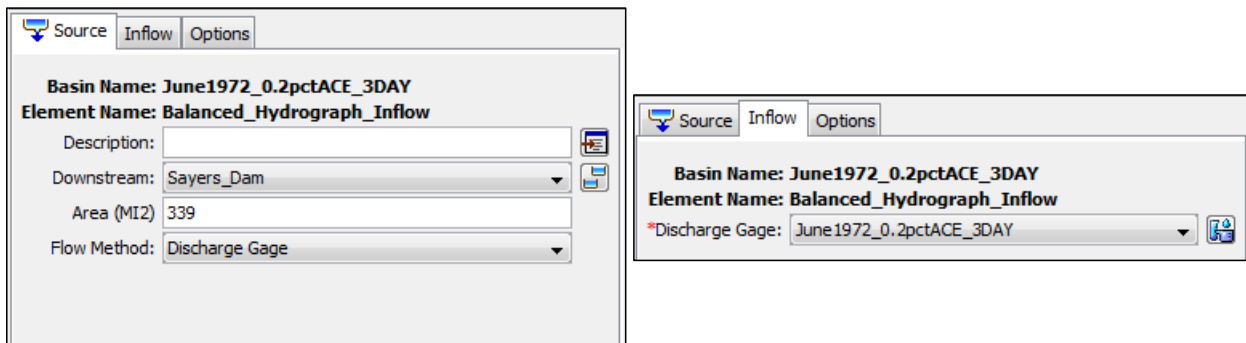 Source Inflow Options
Basin Name: June1972_0.2pctACE_3DAY
Element Name: Balanced_Hydrograph_Inflow
Description:
Downstream: Sayers_Dam
Area (MI2) 339
Flow Method: Discharge Gage
Source Inflow Options
Basin Name: June1972_0.2pctACE_3DAY
Element Name: Balanced_Hydrograph_Inflow
*Discharge Gage: June1972_0.2pctACE_3DAY